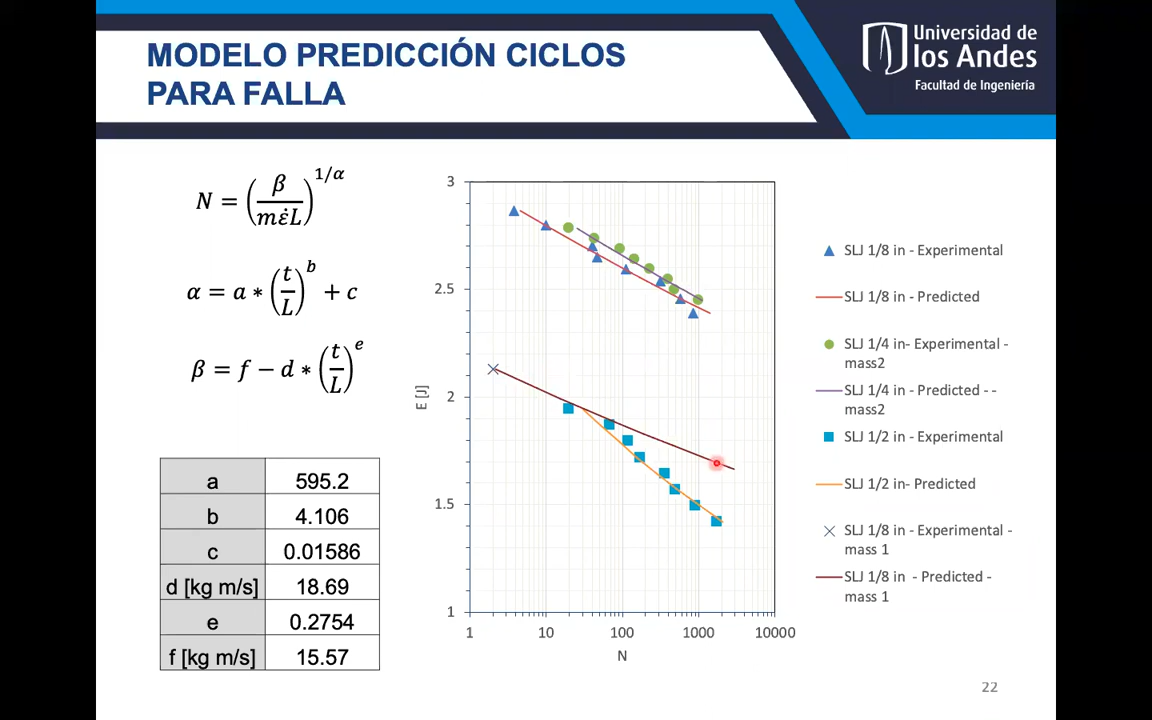 MODELO PREDICCIÓN CICLOS
PARA FALLA
Universidad de
los Andes
Facultad de Ingeniería
N = (β / mε̇L)^1/α
α = a * (t/L)^b + c
β = f − d * (t/L)^e
a 595.2
b 4.106
c 0.01586
d [kg m/s] 18.69
e 0.2754
f [kg m/s] 15.57
3
2.5
2
1.5
1
E [J]
1 10 100 1000 10000
N
SLJ 1/8 in - Experimental
SLJ 1/8 in - Predicted
SLJ 1/4 in- Experimental -
mass2
SLJ 1/4 in - Predicted - -
mass2
SLJ 1/2 in - Experimental
SLJ 1/2 in- Predicted
SLJ 1/8 in - Experimental -
mass 1
SLJ 1/8 in - Predicted -
mass 1
22